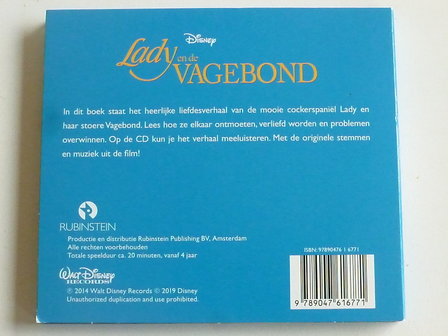 Disney
Lady en de
VAGEBOND
In dit boek staat het heerlijke liefdesverhaal van de mooie cockerspaniël Lady en
haar stoere Vagebond. Lees hoe ze elkaar ontmoeten, verliefd worden en problemen
overwinnen. Op de CD kun je het verhaal meeluisteren. Met de originele stemmen
en muziek uit de film!
RUBINSTEIN
Productie en distributie Rubinstein Publishing BV, Amsterdam
Alle rechten voorbehouden
Totale speelduur ca. 20 minuten, vanaf 4 jaar
WALT DISNEY
RECORDS
℗ 2014 Walt Disney Records © 2019 Disney
Unauthorized duplication and use prohibited.
ISBN: 97890476 1 6771
9 789047 616771